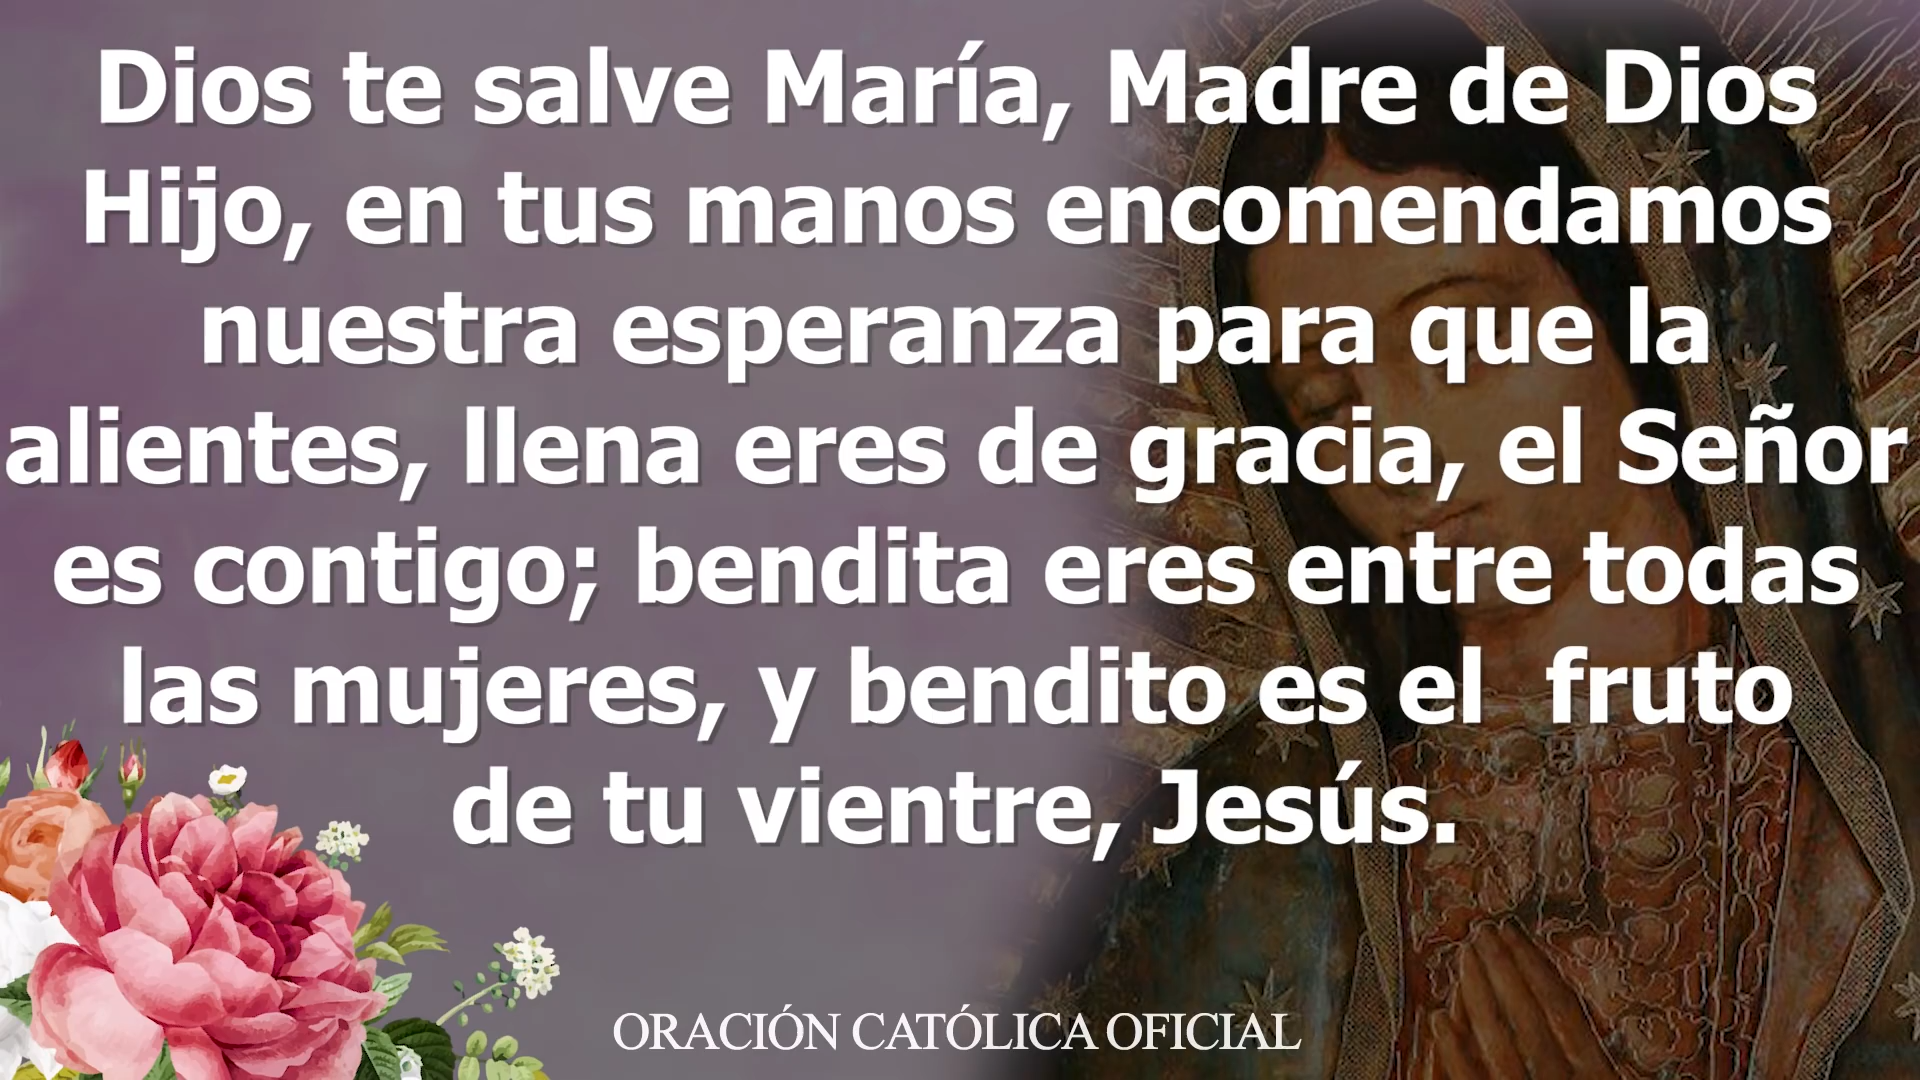 Dios te salve María, Madre de Dios
Hijo, en tus manos encomendamos
nuestra esperanza para que la
alientes, llena eres de gracia, el Señor
es contigo; bendita eres entre todas
las mujeres, y bendito es el fruto
de tu vientre, Jesús.
ORACIÓN CATÓLICA OFICIAL